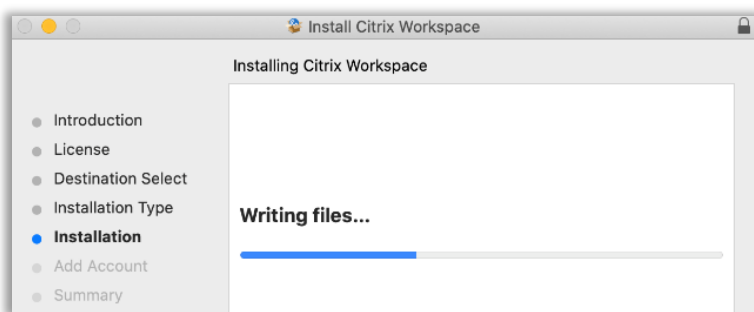 Install Citrix Workspace
Installing Citrix Workspace
Introduction
License
Destination Select
Installation Type
Installation
Add Account
Summary
Writing files...